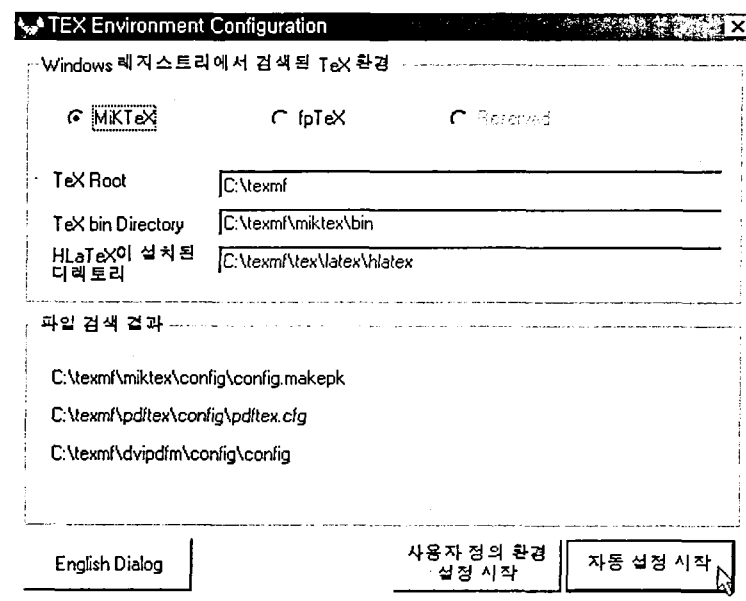 TEX Environment Configuration
Windows 레지스트리에서 검색된 TeX 환경
MiKTeX
fpTeX
Reserved
TeX Root
C:\texmf
TeX bin Directory
C:\texmf\miktex\bin
HLaTeX이 설치된
디렉토리
C:\texmf\tex\latex\hlatex
파일 검색 결과
C:\texmf\miktex\config\config.makepk
C:\texmf\pdftex\config\pdftex.cfg
C:\texmf\dvipdfm\config\config
English Dialog
사용자 정의 환경
설정 시작
자동 설정 시작